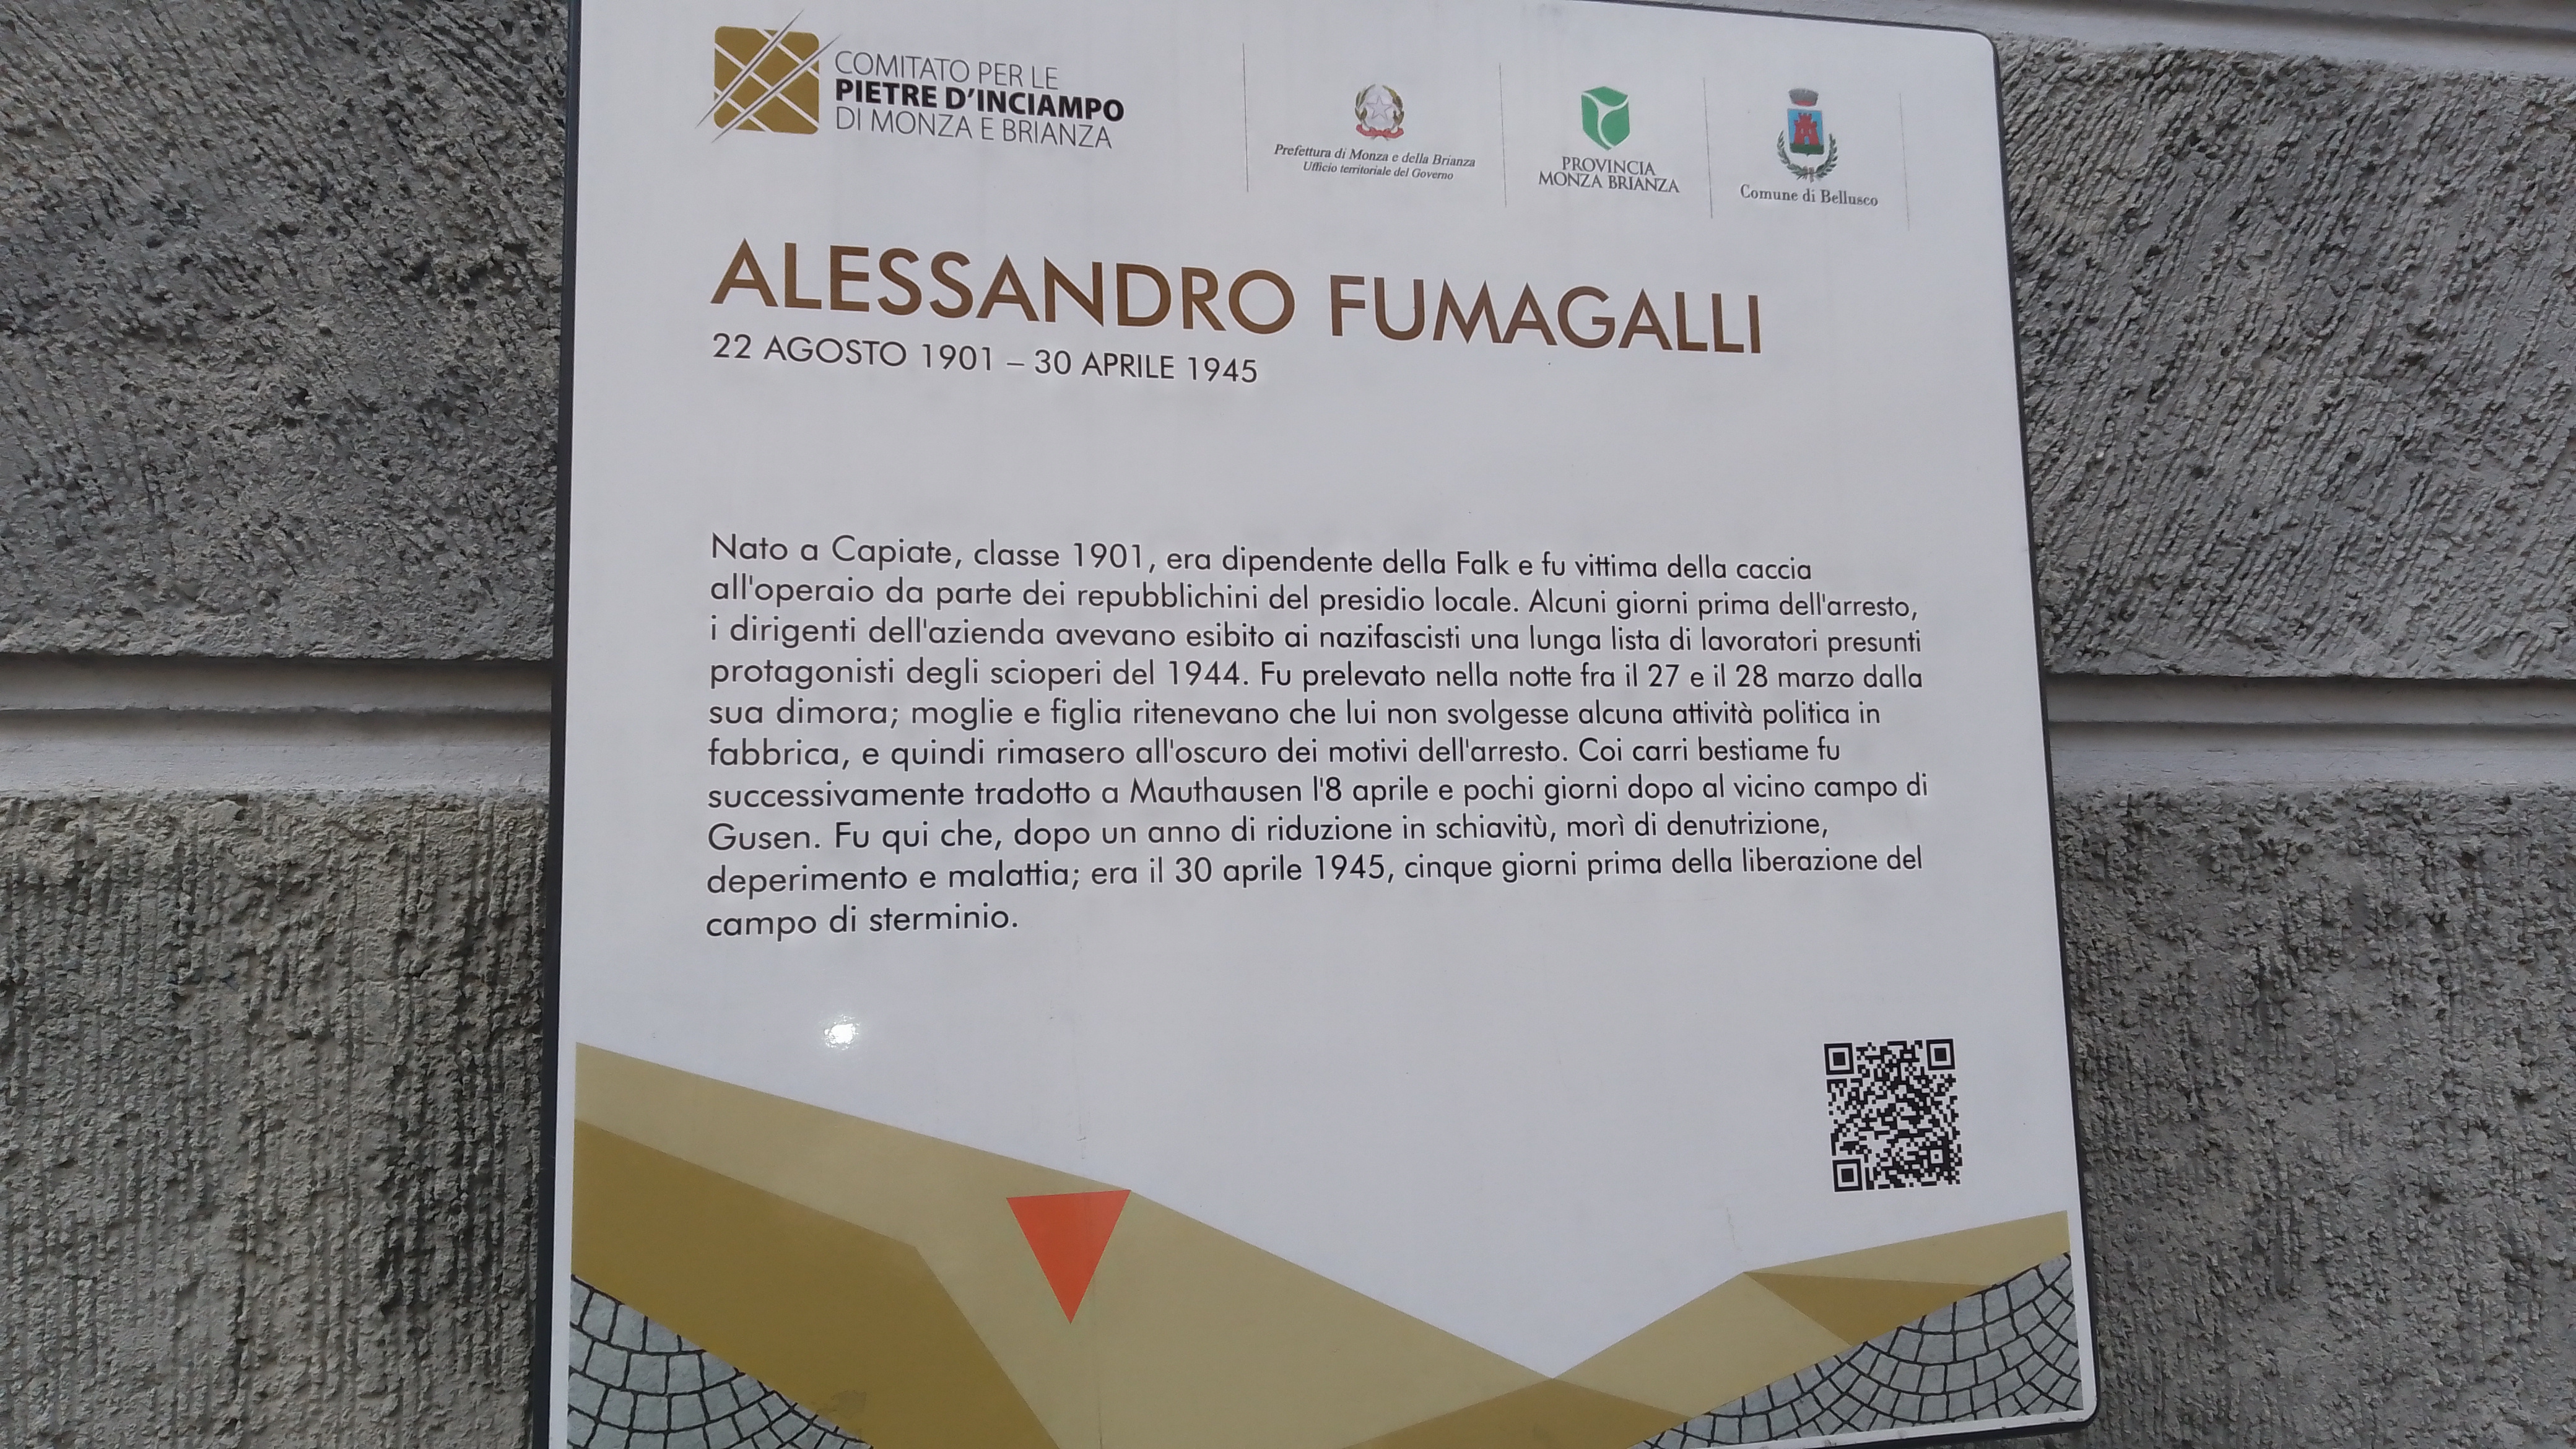 COMITATO PER LE
PIETRE D'INCIAMPO
DI MONZA E BRIANZA
Prefettura di Monza e della Brianza
Ufficio territoriale del Governo
PROVINCIA
MONZA BRIANZA
Comune di Bellusco
ALESSANDRO FUMAGALLI
22 AGOSTO 1901 – 30 APRILE 1945
Nato a Capiate, classe 1901, era dipendente della Falk e fu vittima della caccia
all'operaio da parte dei repubblichini del presidio locale. Alcuni giorni prima dell'arresto,
i dirigenti dell'azienda avevano esibito ai nazifascisti una lunga lista di lavoratori presunti
protagonisti degli scioperi del 1944. Fu prelevato nella notte fra il 27 e il 28 marzo dalla
sua dimora; moglie e figlia ritenevano che lui non svolgesse alcuna attività politica in
fabbrica, e quindi rimasero all'oscuro dei motivi dell'arresto. Coi carri bestiame fu
successivamente tradotto a Mauthausen l'8 aprile e pochi giorni dopo al vicino campo di
Gusen. Fu qui che, dopo un anno di riduzione in schiavitù, morì di denutrizione,
deperimento e malattia; era il 30 aprile 1945, cinque giorni prima della liberazione del
campo di sterminio.